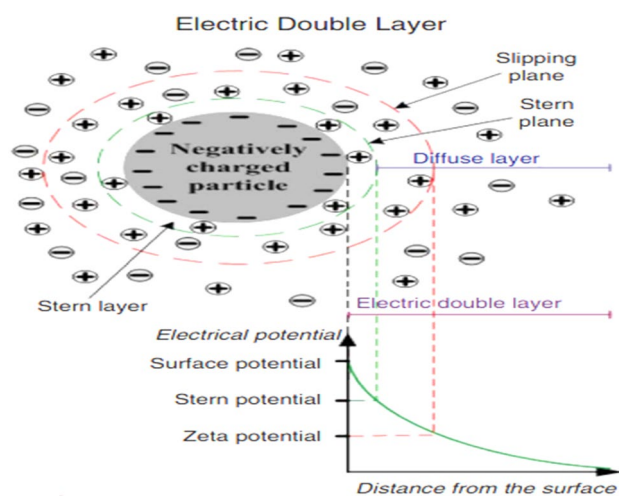 Electric Double Layer
Slipping
plane
Stern
plane
Negatively
charged
particle
Diffuse layer
Stern layer
Electric double layer
Electrical potential
Surface potential
Stern potential
Zeta potential
Distance from the surface